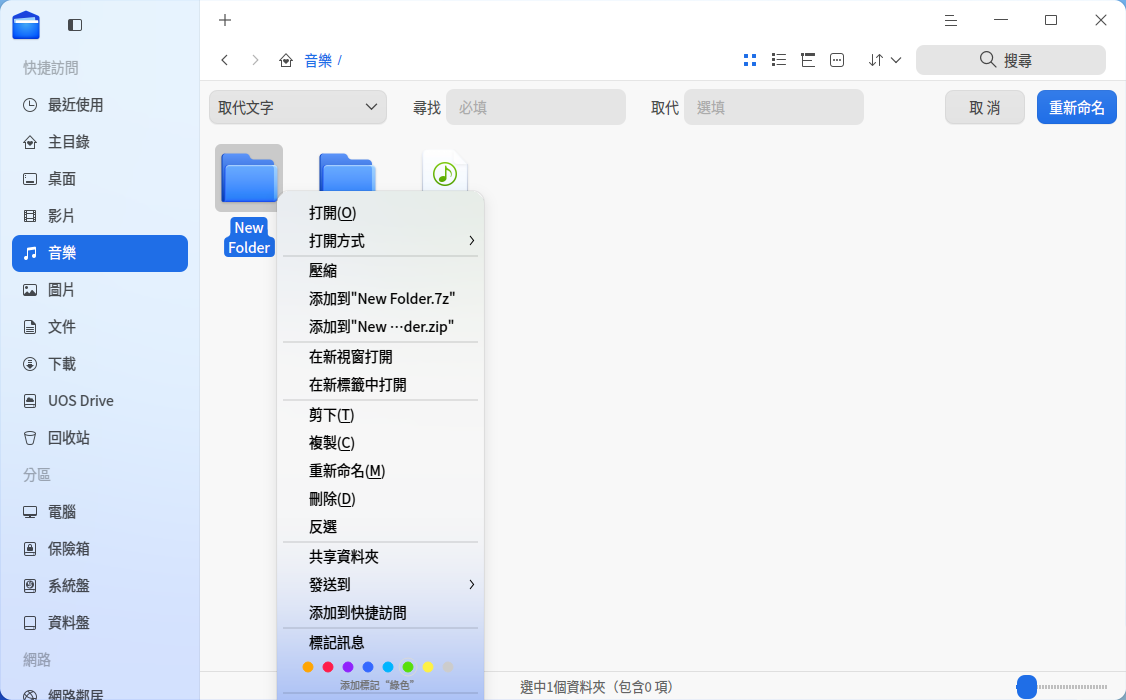 快捷訪問
最近使用
主目錄
桌面
影片
音樂
圖片
文件
下載
UOS Drive
回收站
分區
電腦
保險箱
系統盤
資料盤
網路
網路鄰居
音樂 /
搜尋
取代文字
尋找
必填
取代
選填
取 消
重新命名
New
Folder
打開(O)
打開方式
壓縮
添加到"New Folder.7z"
添加到"New ···der.zip"
在新視窗打開
在新標籤中打開
剪下(T)
複製(C)
重新命名(M)
刪除(D)
反選
共享資料夾
發送到
添加到快捷訪問
標記訊息
添加標記“綠色”
選中1個資料夾（包含0 項）